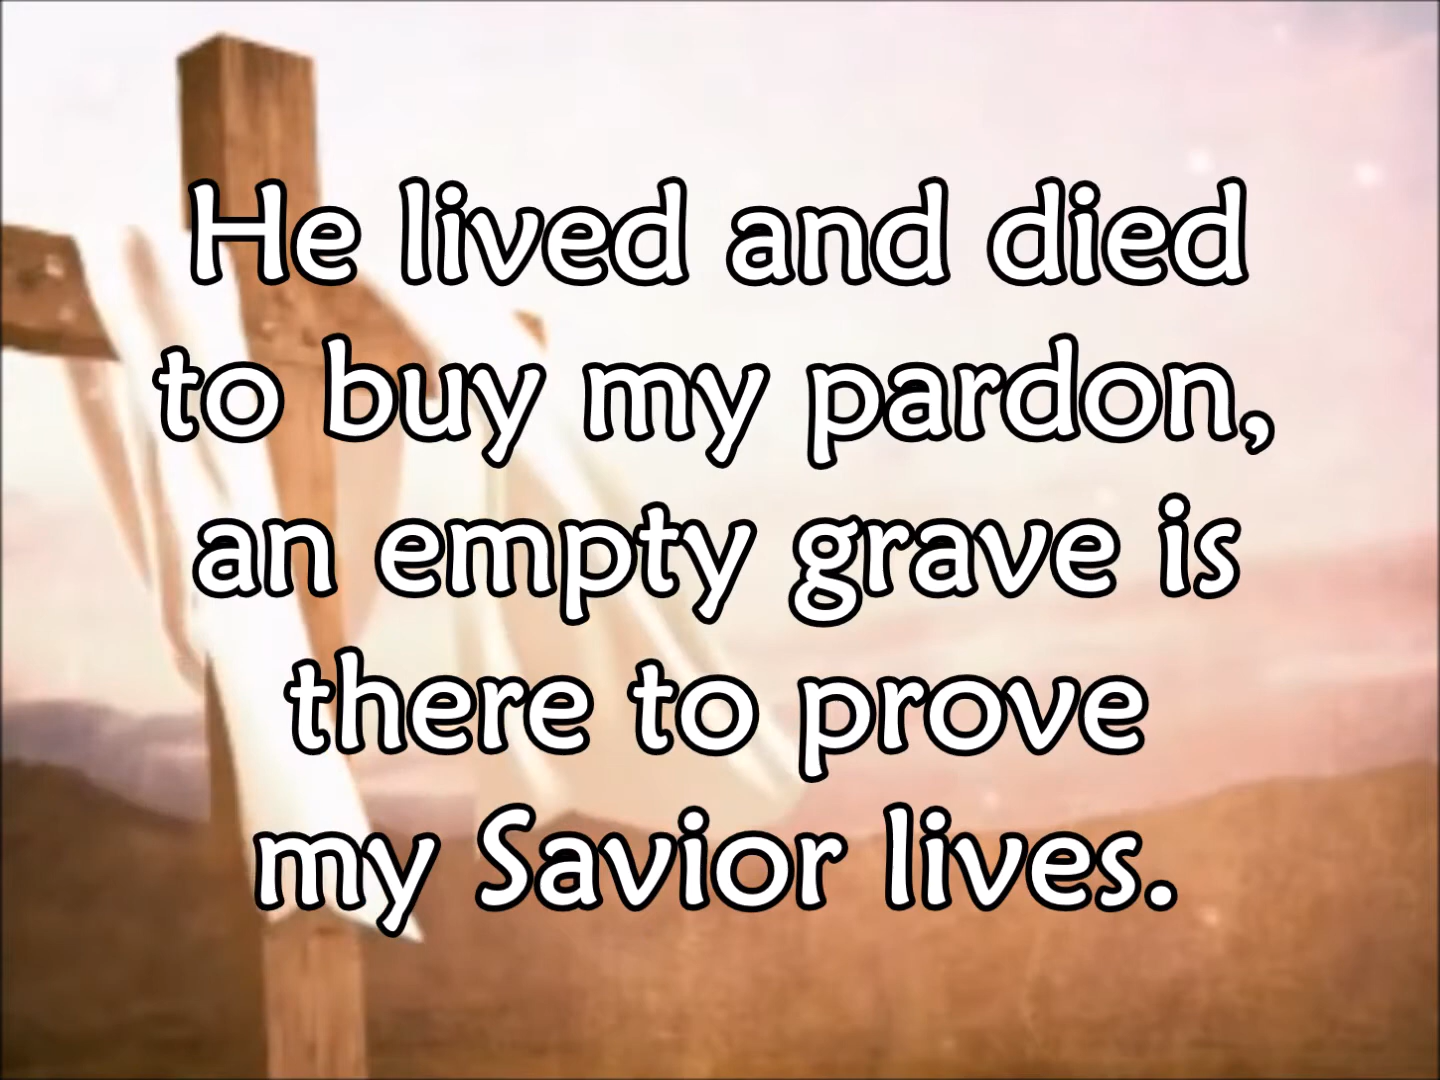 He lived and died
to buy my pardon,
an empty grave is
there to prove
my Savior lives.